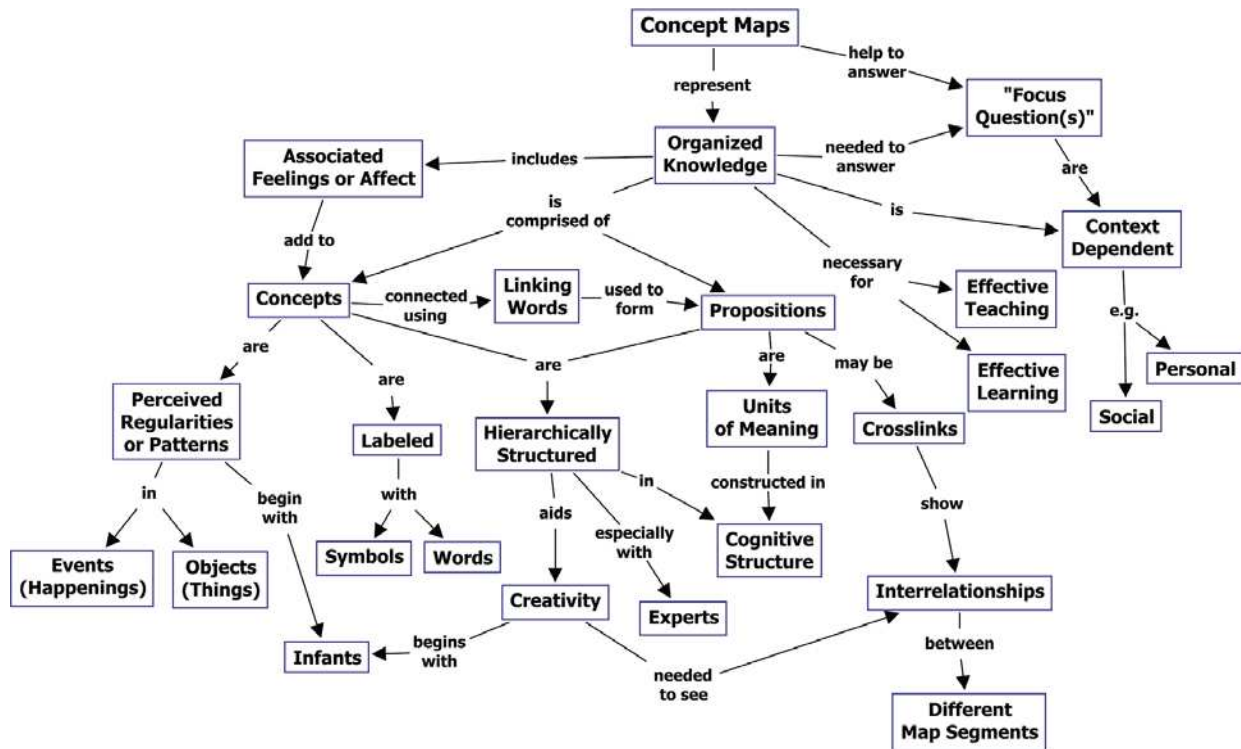 Concept Maps
help to
answer
represent
"Focus
Question(s)"
Organized
Knowledge
needed to
answer
includes
Associated
Feelings or Affect
are
is
comprised of
is
Context
Dependent
add to
necessary
for
Concepts
connected
using
Linking
Words
used to
form
Propositions
Effective
Teaching
e.g.
are
are
are
are
may be
Effective
Learning
Personal
Social
Perceived
Regularities
or Patterns
Labeled
Hierarchically
Structured
Units
of Meaning
Crosslinks
in
begin
with
with
aids
in
especially
with
constructed in
show
Events
(Happenings)
Objects
(Things)
Symbols
Words
Cognitive
Structure
Creativity
Experts
Interrelationships
Infants
begins
with
needed
to see
between
Different
Map Segments